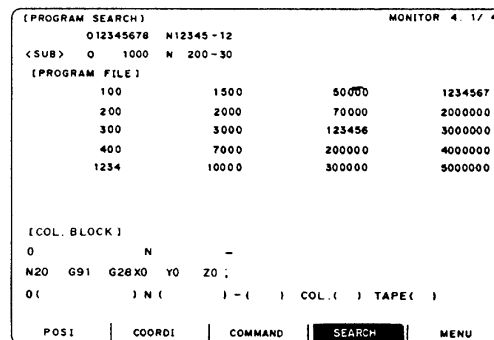 [PROGRAM SEARCH] MONITOR 4. 1/ 4
O12345678 N12345-12
<SUB> O 1000 N 200-30
[PROGRAM FILE]
100 1500 50000 1234567
200 2000 70000 2000000
300 3000 123456 3000000
400 7000 200000 4000000
1234 10000 300000 5000000
[COL. BLOCK]
O N -
N20 G91 G28X0 Y0 Z0 ;
O( ) N ( ) - ( ) COL.( ) TAPE( )
POSI COORDI COMMAND SEARCH MENU